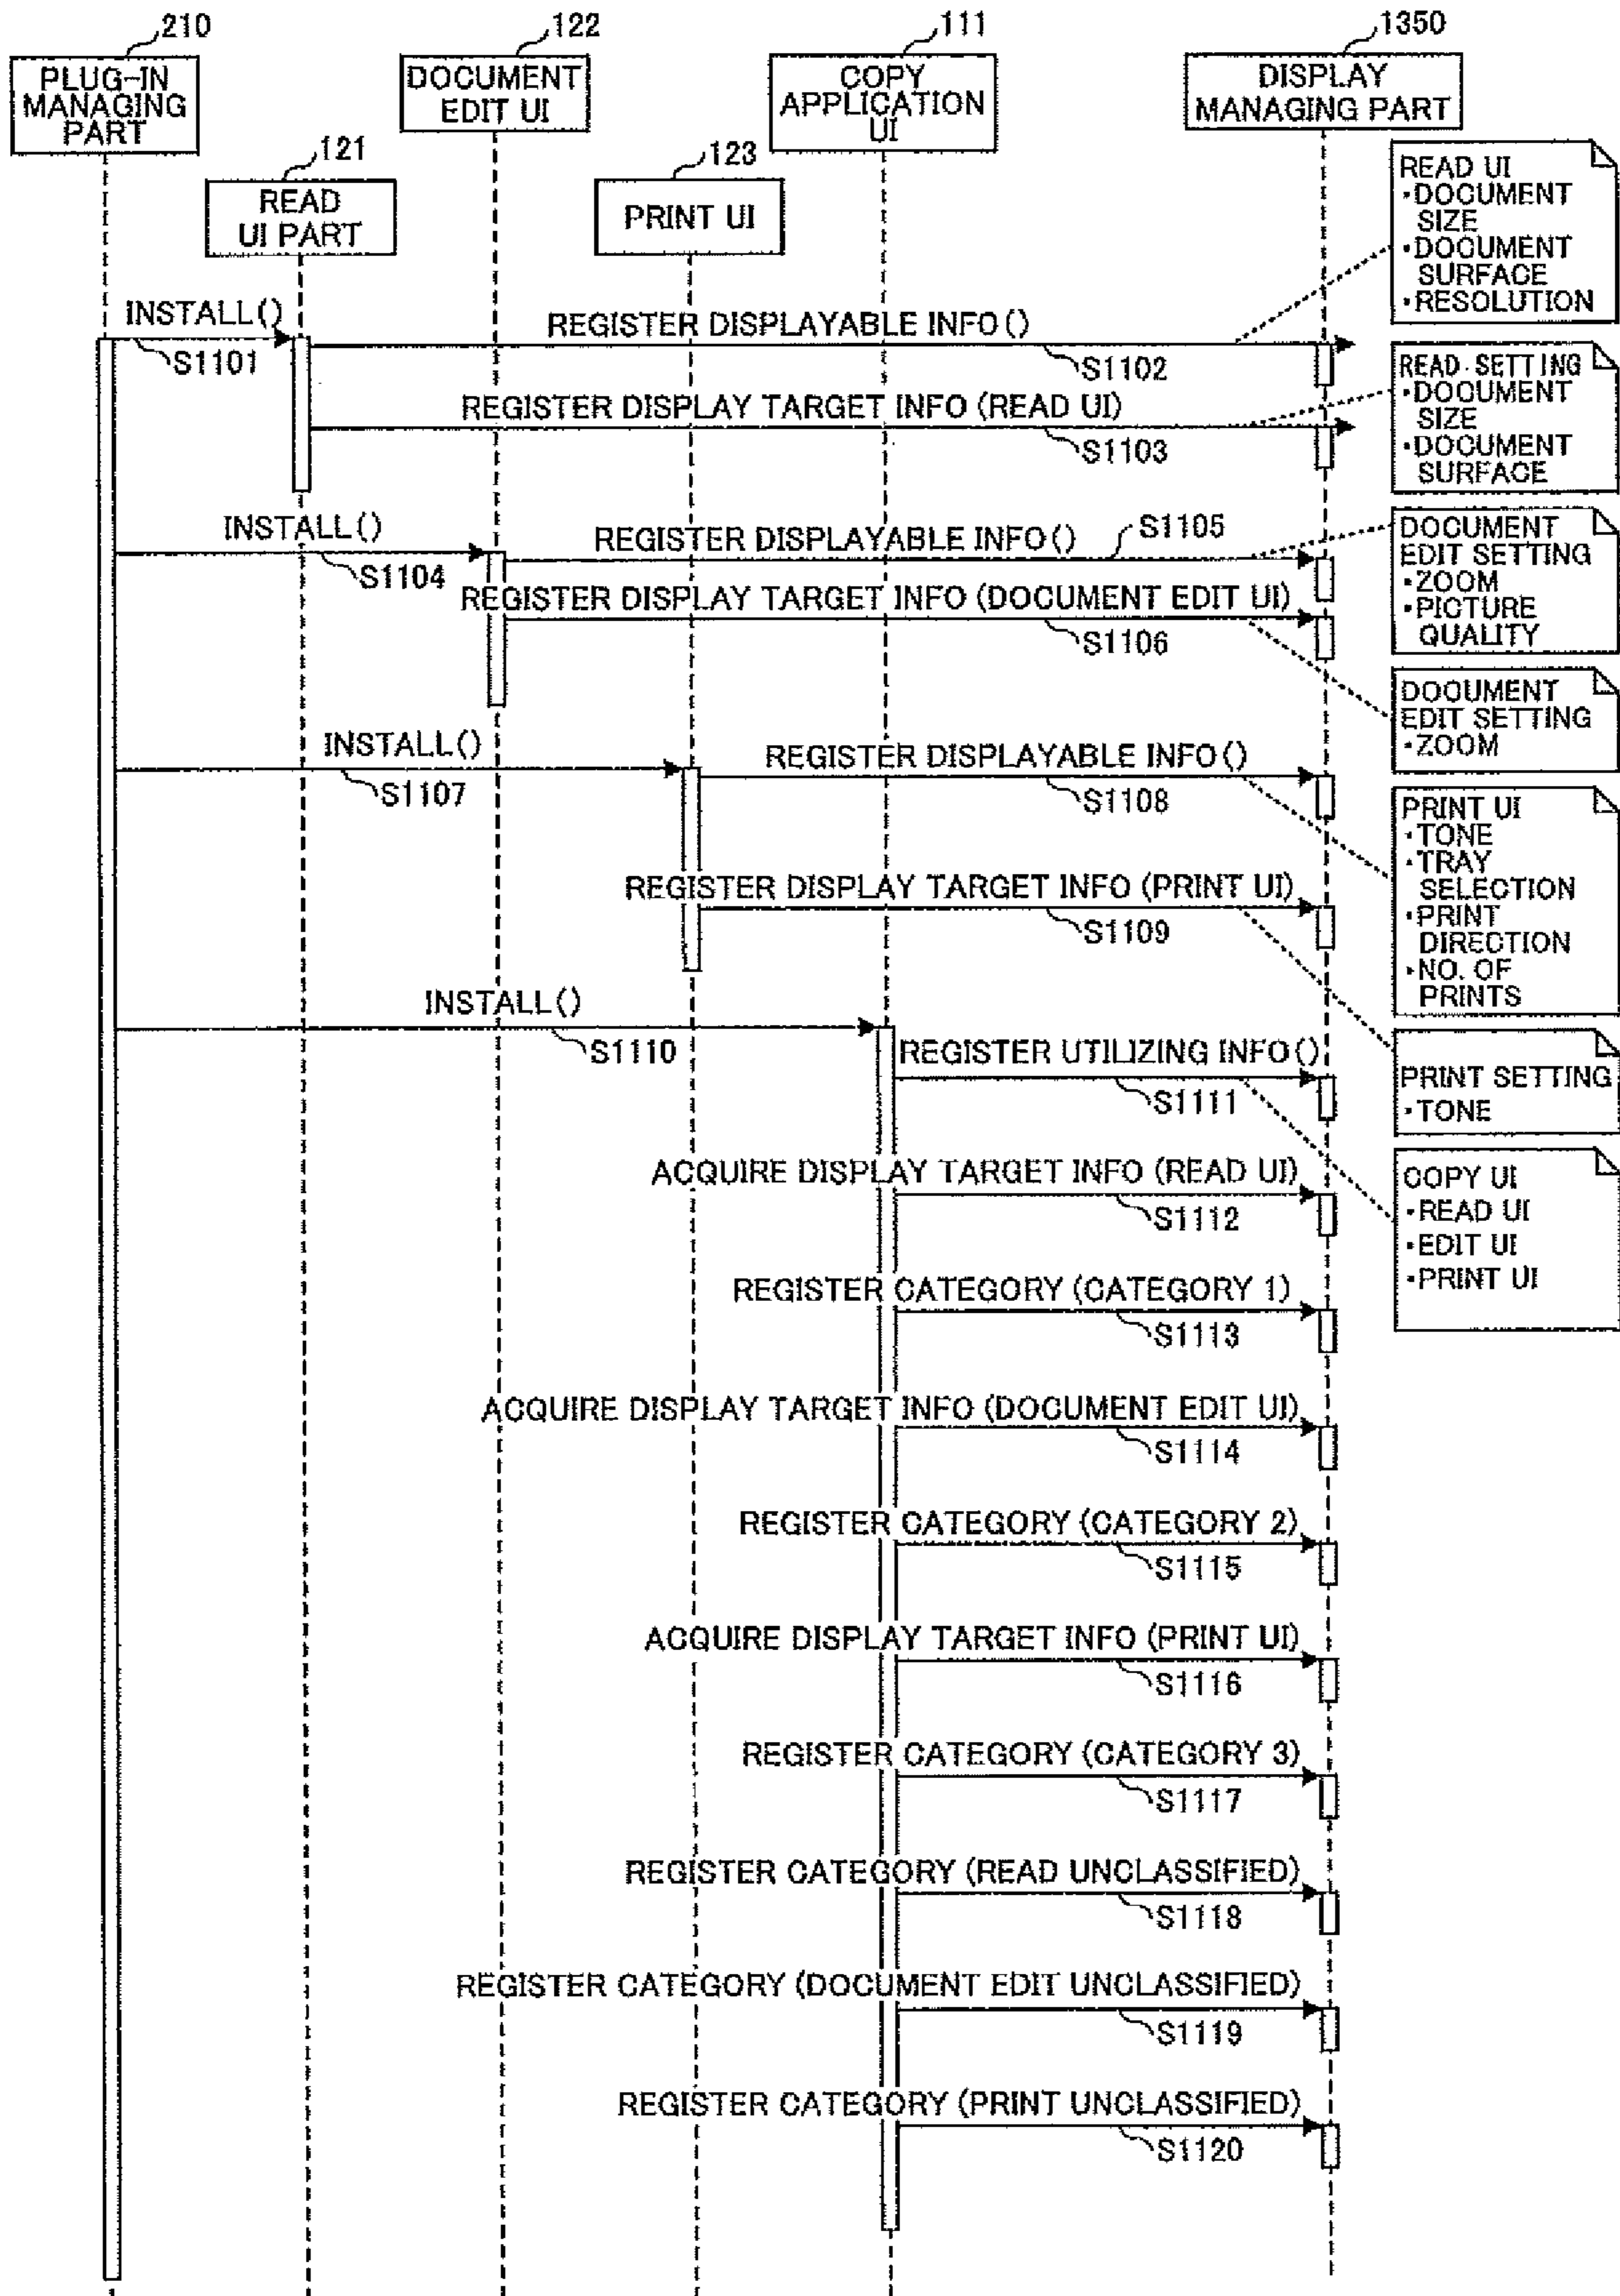 210
122
111
1350
PLUG-IN
MANAGING
PART
DOCUMENT
EDIT UI
COPY
APPLICATION
UI
DISPLAY
MANAGING PART
121
123
READ
UI PART
PRINT UI
READ UI
・DOCUMENT
SIZE
・DOCUMENT
SURFACE
・RESOLUTION
INSTALL()
S1101
REGISTER DISPLAYABLE INFO()
S1102
READ SETTING
・DOCUMENT
SIZE
・DOCUMENT
SURFACE
REGISTER DISPLAY TARGET INFO (READ UI)
S1103
INSTALL()
S1104
REGISTER DISPLAYABLE INFO()
S1105
DOCUMENT
EDIT SETTING
・ZOOM
・PICTURE
QUALITY
REGISTER DISPLAY TARGET INFO (DOCUMENT EDIT UI)
S1106
DOCUMENT
EDIT SETTING
・ZOOM
INSTALL()
S1107
REGISTER DISPLAYABLE INFO()
S1108
PRINT UI
・TONE
・TRAY
SELECTION
・PRINT
DIRECTION
・NO. OF
PRINTS
REGISTER DISPLAY TARGET INFO (PRINT UI)
S1109
INSTALL()
S1110
REGISTER UTILIZING INFO()
S1111
PRINT SETTING
・TONE
ACQUIRE DISPLAY TARGET INFO (READ UI)
S1112
COPY UI
・READ UI
・EDIT UI
・PRINT UI
REGISTER CATEGORY (CATEGORY 1)
S1113
ACQUIRE DISPLAY TARGET INFO (DOCUMENT EDIT UI)
S1114
REGISTER CATEGORY (CATEGORY 2)
S1115
ACQUIRE DISPLAY TARGET INFO (PRINT UI)
S1116
REGISTER CATEGORY (CATEGORY 3)
S1117
REGISTER CATEGORY (READ UNCLASSIFIED)
S1118
REGISTER CATEGORY (DOCUMENT EDIT UNCLASSIFIED)
S1119
REGISTER CATEGORY (PRINT UNCLASSIFIED)
S1120